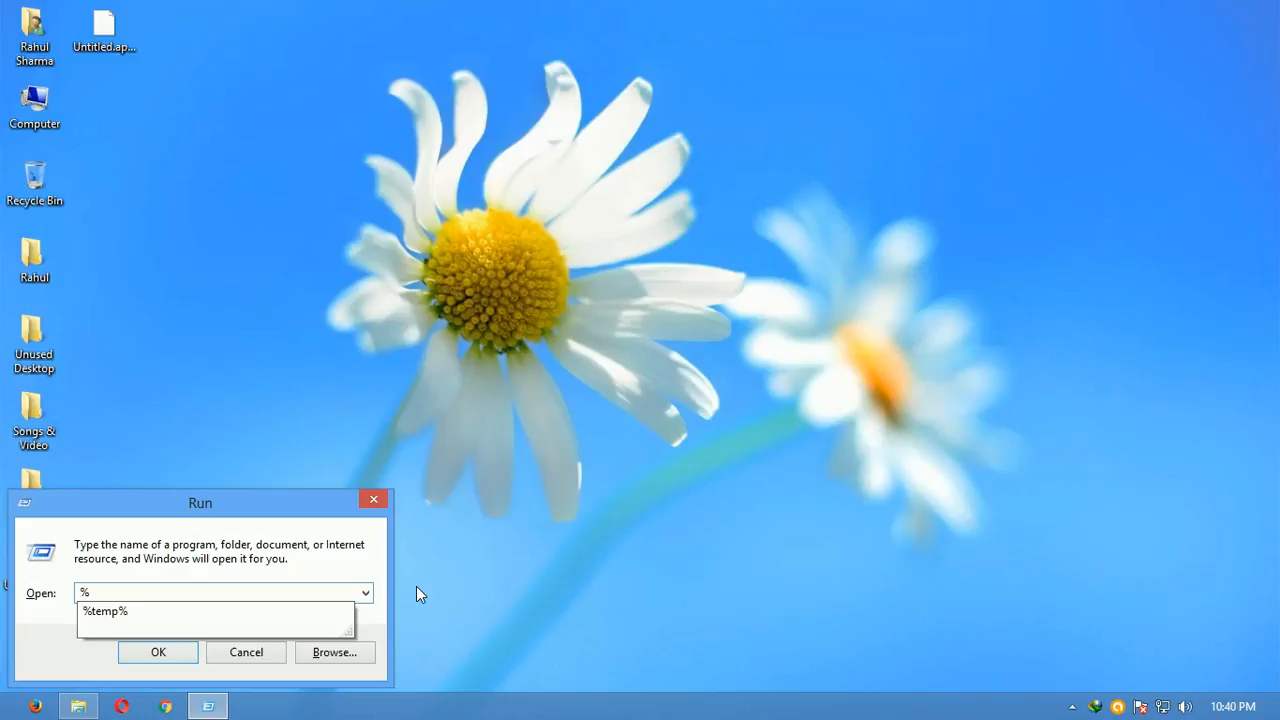 Rahul
Sharma
Untitled.ap...
Computer
Recycle Bin
Rahul
Unused
Desktop
Songs &
Video
Run
Type the name of a program, folder, document, or Internet
resource, and Windows will open it for you.
Open: %
%temp%
OK Cancel Browse...
10:40 PM